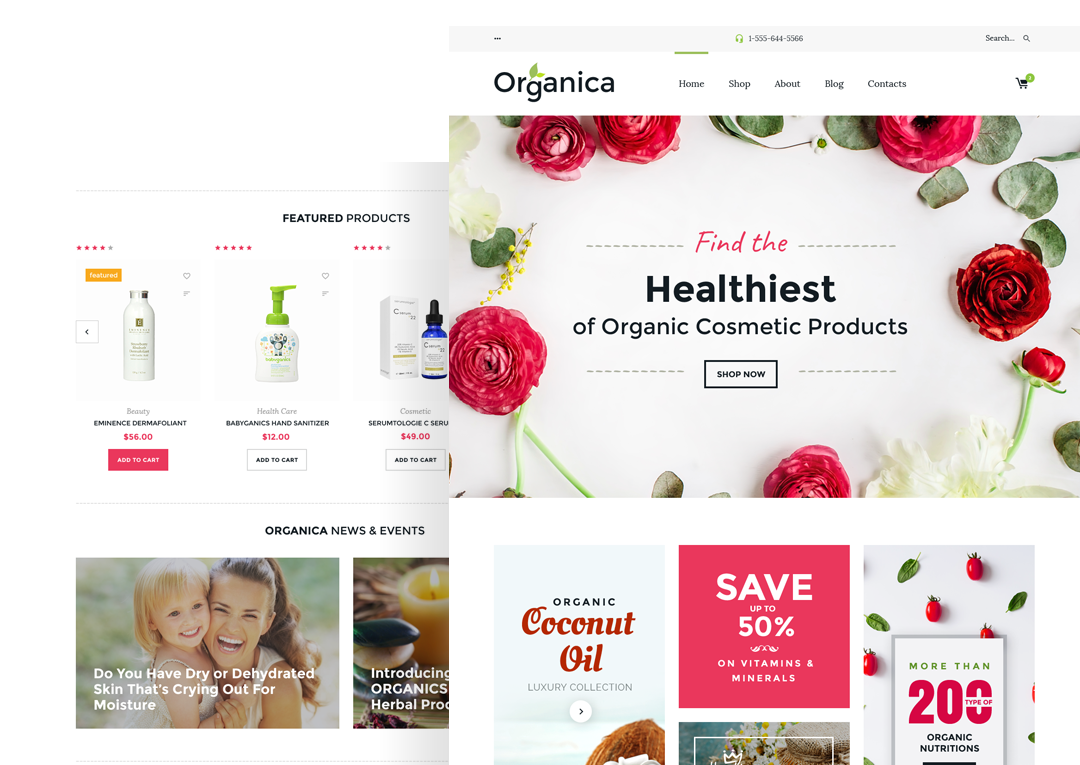 •••
1-555-644-5566
Search...
Organica
Home
Shop
About
Blog
Contacts
Find the
Healthiest
of Organic Cosmetic Products
SHOP NOW
FEATURED PRODUCTS
featured
babyganics
C SERUM
22
Beauty
EMINENCE DERMAFOLIANT
$56.00
ADD TO CART
Health Care
BABYGANICS HAND SANITIZER
$12.00
ADD TO CART
Cosmetic
SERUMTOLOGIE C SERU
$49.00
ADD TO CART
ORGANICA NEWS & EVENTS
Do You Have Dry or Dehydrated
Skin That's Crying Out For
Moisture
Introducing
ORGANICS
Herbal Proc
ORGANIC
Coconut
Oil
LUXURY COLLECTION
SAVE
UP TO
50%
ON VITAMINS &
MINERALS
MORE THAN
200
TYPE OF
ORGANIC
NUTRITIONS